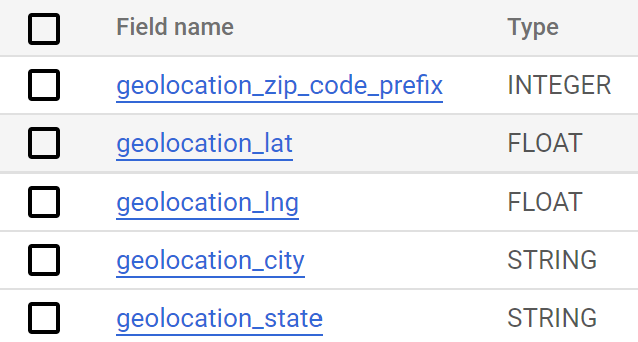 Field name Type
geolocation_zip_code_prefix INTEGER
geolocation_lat FLOAT
geolocation_lng FLOAT
geolocation_city STRING
geolocation_state STRING